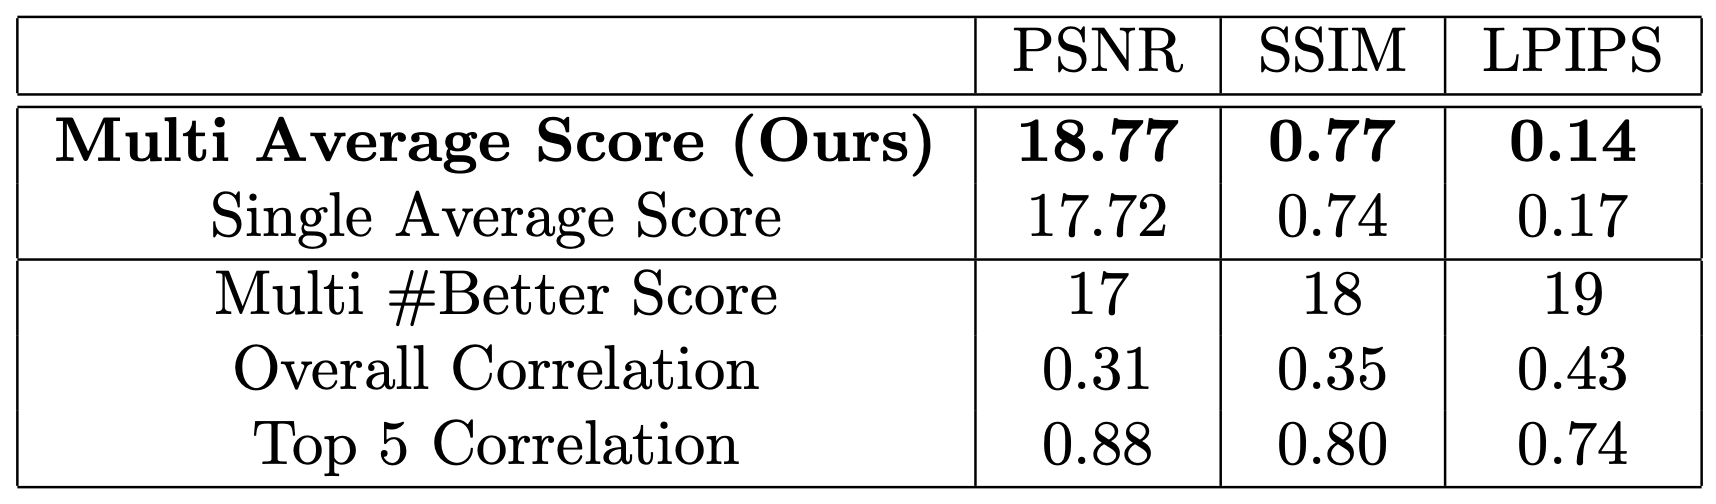 PSNR SSIM LPIPS
Multi Average Score (Ours) 18.77 0.77 0.14
Single Average Score 17.72 0.74 0.17
Multi #Better Score 17 18 19
Overall Correlation 0.31 0.35 0.43
Top 5 Correlation 0.88 0.80 0.74